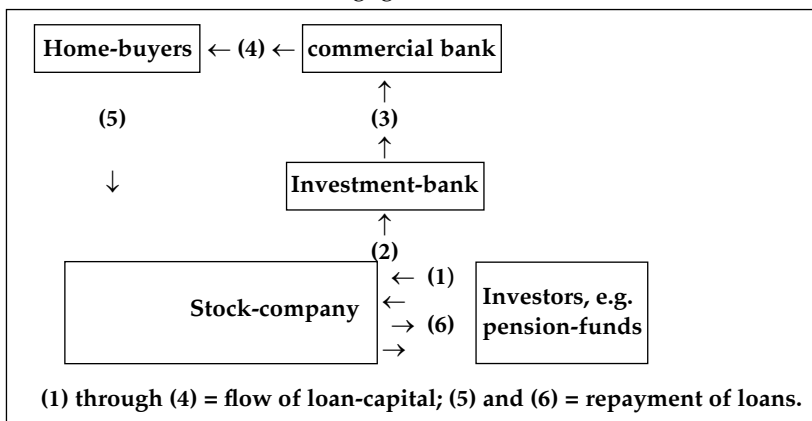 Home-buyers ← (4) ← commercial bank
↑
(5) (3)
↑
↓ Investment-bank
↑
(2)
← (1)
Stock-company ← Investors, e.g.
→ (6) pension-funds
→
(1) through (4) = flow of loan-capital; (5) and (6) = repayment of loans.